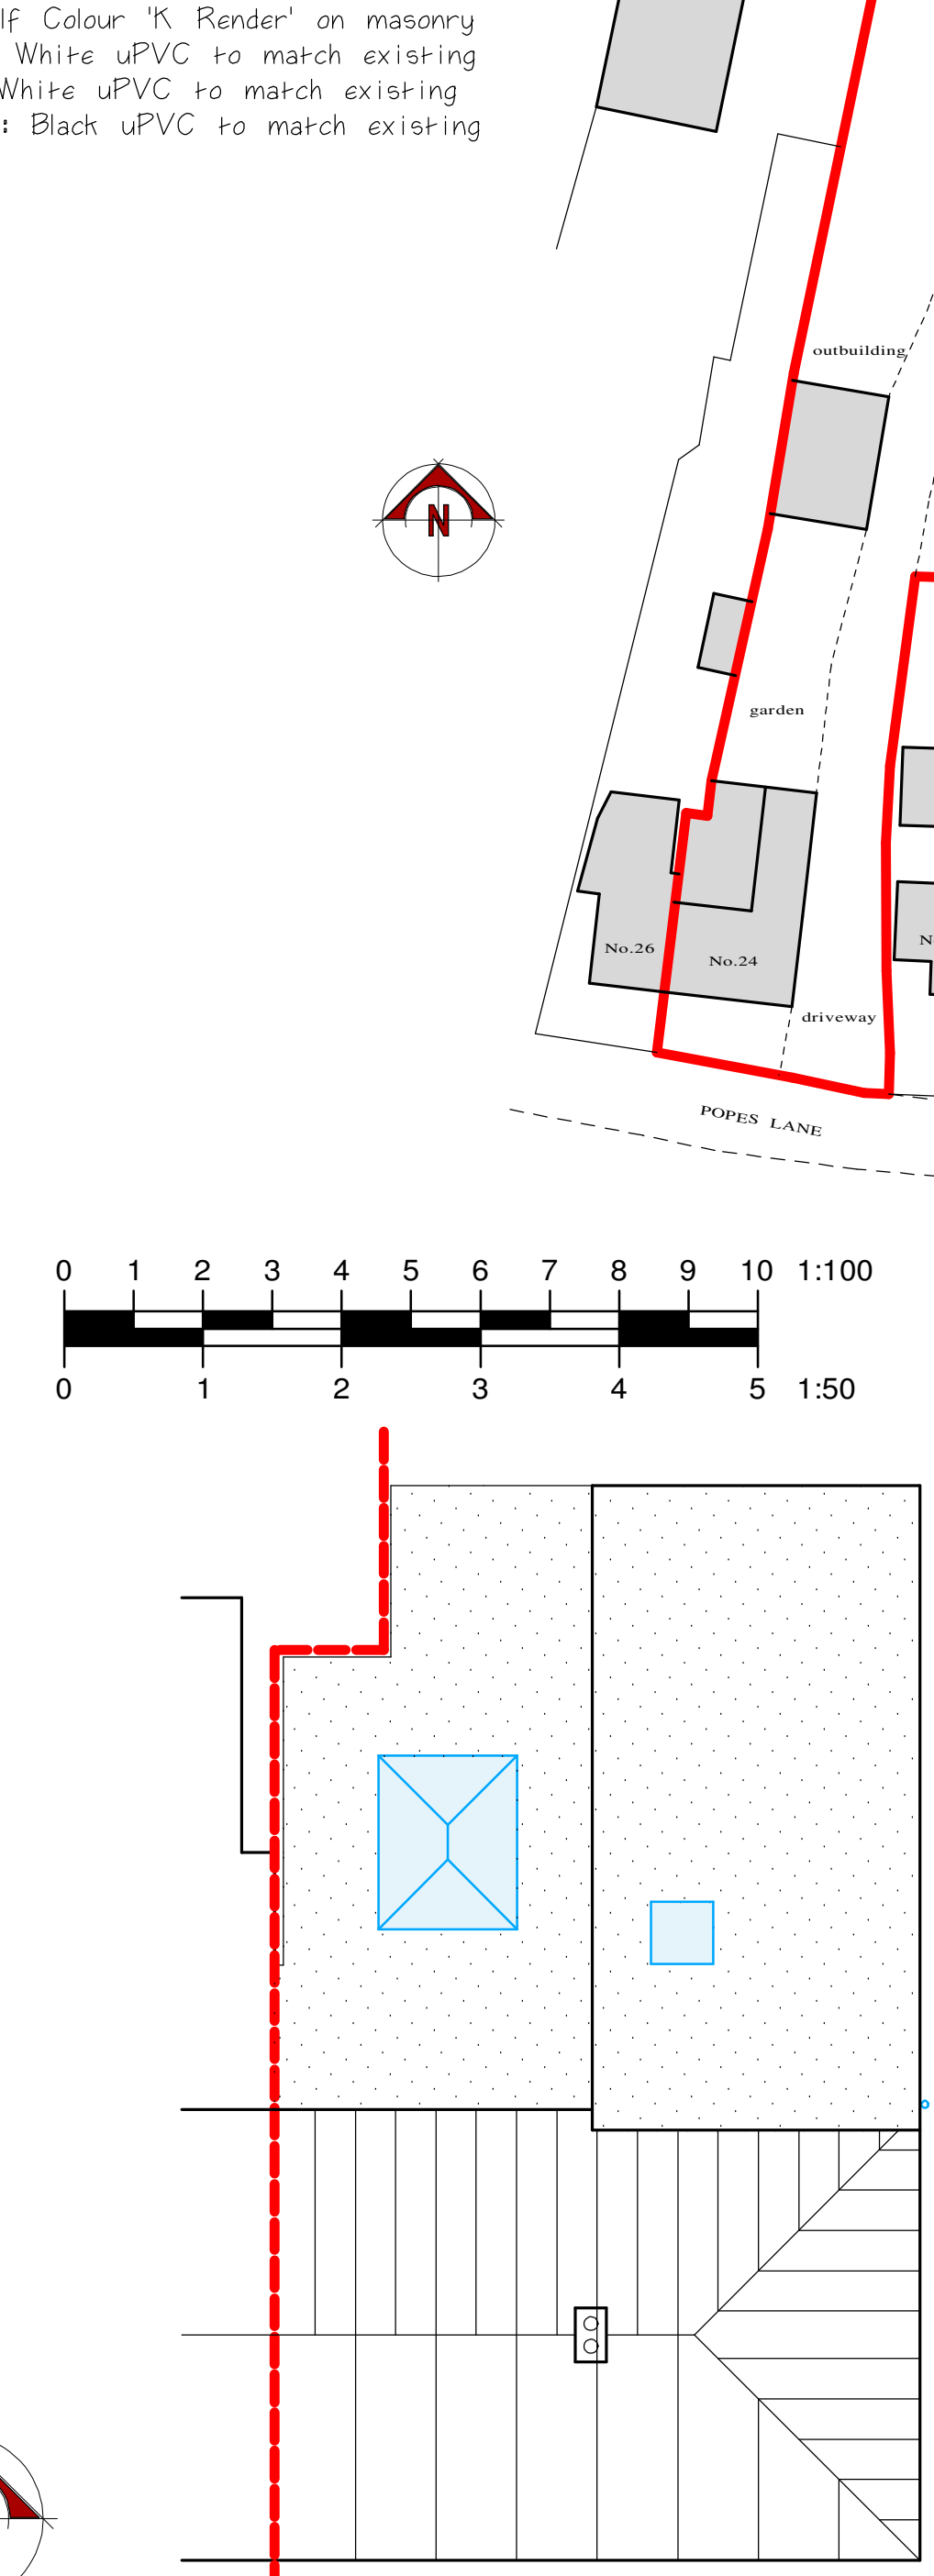 lf Colour 'K Render' on masonry
White uPVC to match existing
White uPVC to match existing
: Black uPVC to match existing
outbuilding
N
garden
No.26
No.24
N
driveway
POPES LANE
0 1 2 3 4 5 6 7 8 9 10 1:100
0 1 2 3 4 5 1:50